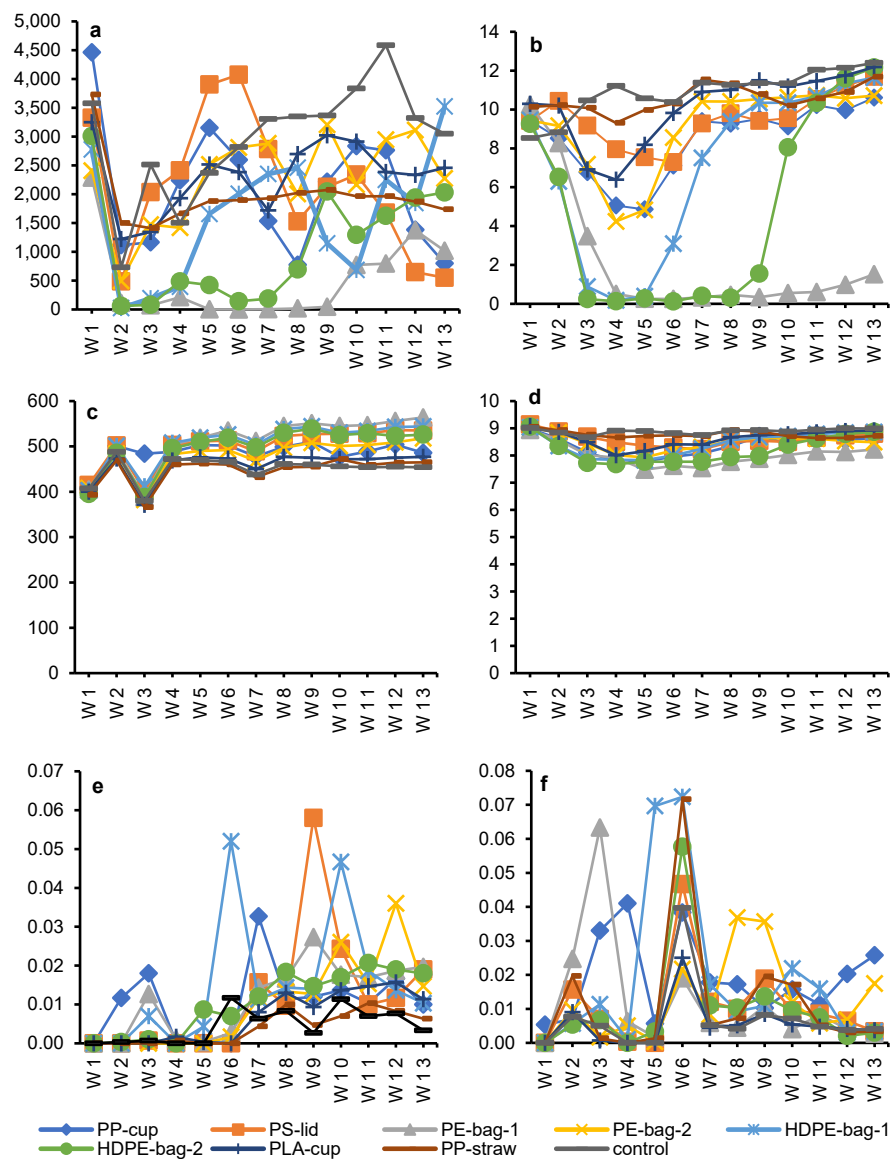 a
5,000
4,500
4,000
3,500
3,000
2,500
2,000
1,500
1,000
500
0
W 1
W 2
W 3
W 4
W 5
W 6
W 7
W 8
W 9
W 10
W 11
W 12
W 13
b
14
12
10
8
6
4
2
0
W 1
W 2
W 3
W 4
W 5
W 6
W 7
W 8
W 9
W 10
W 11
W 12
W 13
c
600
500
400
300
200
100
0
W 1
W 2
W 3
W 4
W 5
W 6
W 7
W 8
W 9
W 10
W 11
W 12
W 13
d
10
9
8
7
6
5
4
3
2
1
0
W 1
W 2
W 3
W 4
W 5
W 6
W 7
W 8
W 9
W 10
W 11
W 12
W 13
e
0.07
0.06
0.05
0.04
0.03
0.02
0.01
0.00
W 1
W 2
W 3
W 4
W 5
W 6
W 7
W 8
W 9
W 10
W 11
W 12
W 13
f
0.08
0.07
0.06
0.05
0.04
0.03
0.02
0.01
0.00
W 1
W 2
W 3
W 4
W 5
W 6
W 7
W 8
W 9
W 10
W 11
W 12
W 13
PP-cup PS-lid PE-bag-1 PE-bag-2 HDPE-bag-1
HDPE-bag-2 PLA-cup PP-straw control